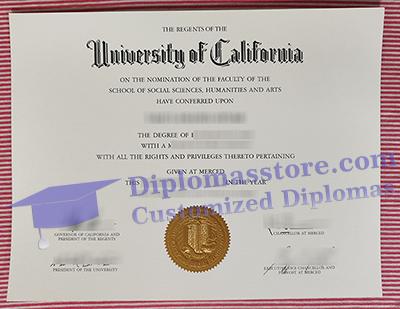 THE REGENTS OF THE
University of California
ON THE NOMINATION OF THE FACULTY OF THE
SCHOOL OF SOCIAL SCIENCES, HUMANITIES AND ARTS
HAVE CONFERRED UPON
THE DEGREE OF
WITH A M
WITH ALL THE RIGHTS AND PRIVILEGES THERETO PERTAINING
GIVEN AT MERCED
THIS IN THE YEAR
Diplomasstore.com
Customized Diplomas
GOVERNOR OF CALIFORNIA AND
PRESIDENT OF THE REGENTS
CHANCELLOR AT MERCED
PRESIDENT OF THE UNIVERSITY
EXECUTIVE VICE CHANCELLOR AND
PROVOST AT MERCED